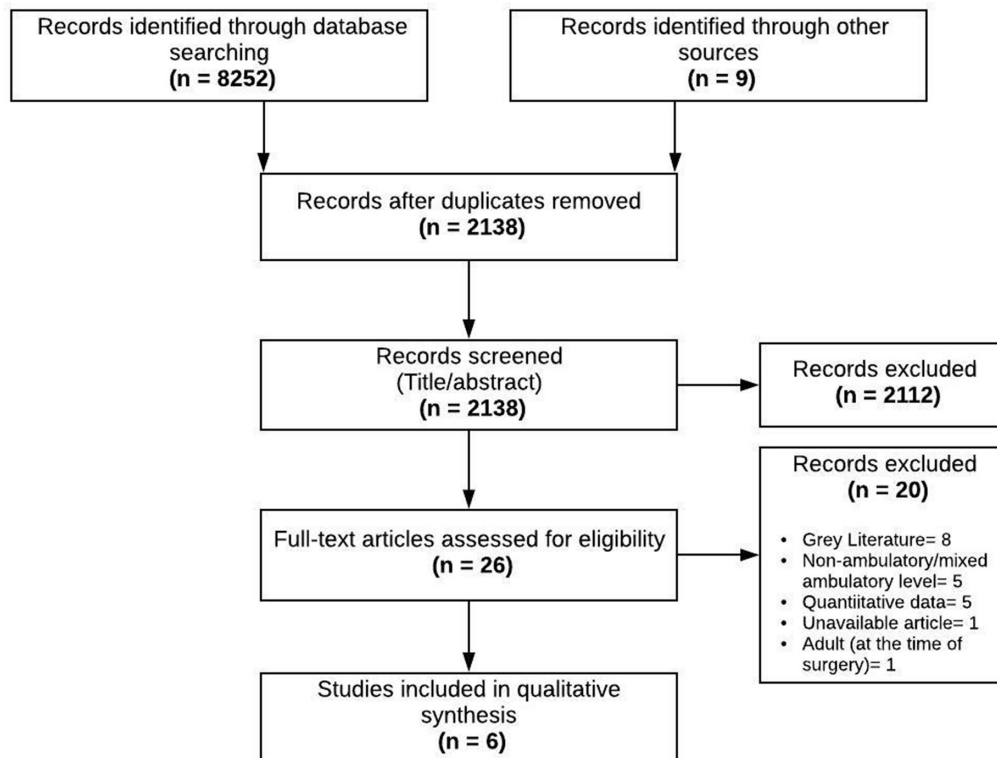 Records identified through database
searching
(n = 8252)
Records identified through other
sources
(n = 9)
Records after duplicates removed
(n = 2138)
Records screened
(Title/abstract)
(n = 2138)
Records excluded
(n = 2112)
Full-text articles assessed for eligibility
(n = 26)
Records excluded
(n = 20)
• Grey Literature= 8
• Non-ambulatory/mixed
ambulatory level= 5
• Quantiitative data= 5
• Unavailable article= 1
• Adult (at the time of
surgery)= 1
Studies included in qualitative
synthesis
(n = 6)